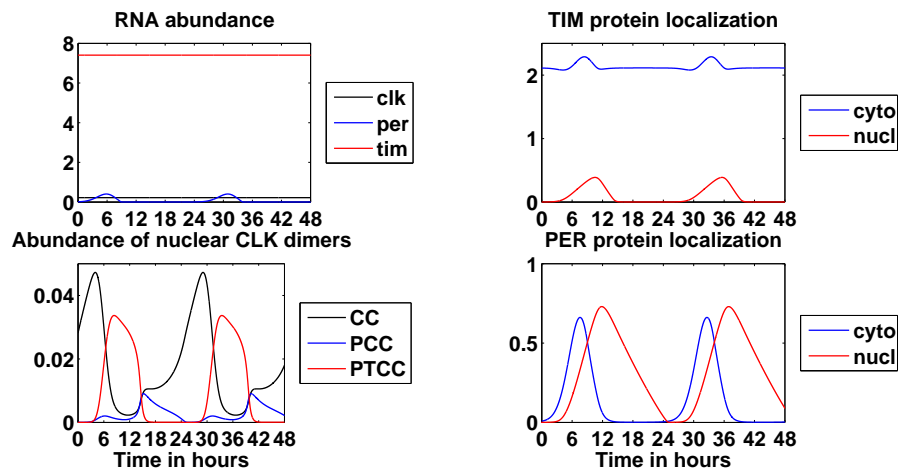 RNA abundance
8
6
4
2
0
0 6 12 18 24 30 36 42 48
clk
per
tim
TIM protein localization
2
1
0
0 6 12 18 24 30 36 42 48
cyto
nucl
Abundance of nuclear CLK dimers
0.04
0.02
0
0 6 12 18 24 30 36 42 48
Time in hours
CC
PCC
PTCC
PER protein localization
1
0.5
0
0 6 12 18 24 30 36 42 48
Time in hours
cyto
nucl